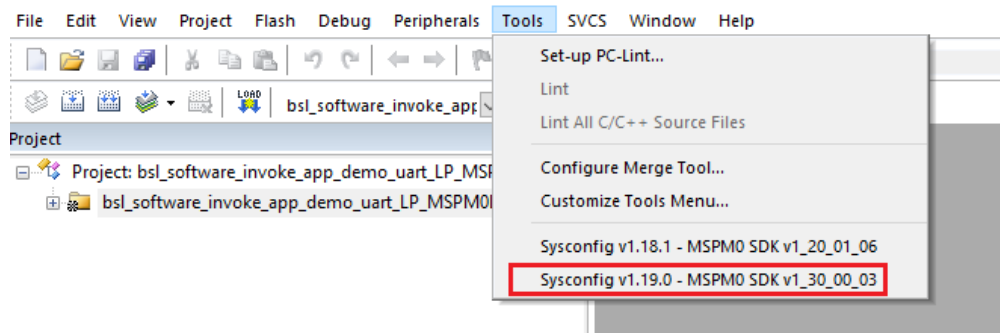 File Edit View Project Flash Debug Peripherals Tools SVCS Window Help
Set-up PC-Lint...
Lint
LOAD
bsl_software_invoke_app
Lint All C/C++ Source Files
Project
Configure Merge Tool...
Project: bsl_software_invoke_app_demo_uart_LP_MSP
Customize Tools Menu...
bsl_software_invoke_app_demo_uart_LP_MSPM0
Sysconfig v1.18.1 - MSPM0 SDK v1_20_01_06
Sysconfig v1.19.0 - MSPM0 SDK v1_30_00_03